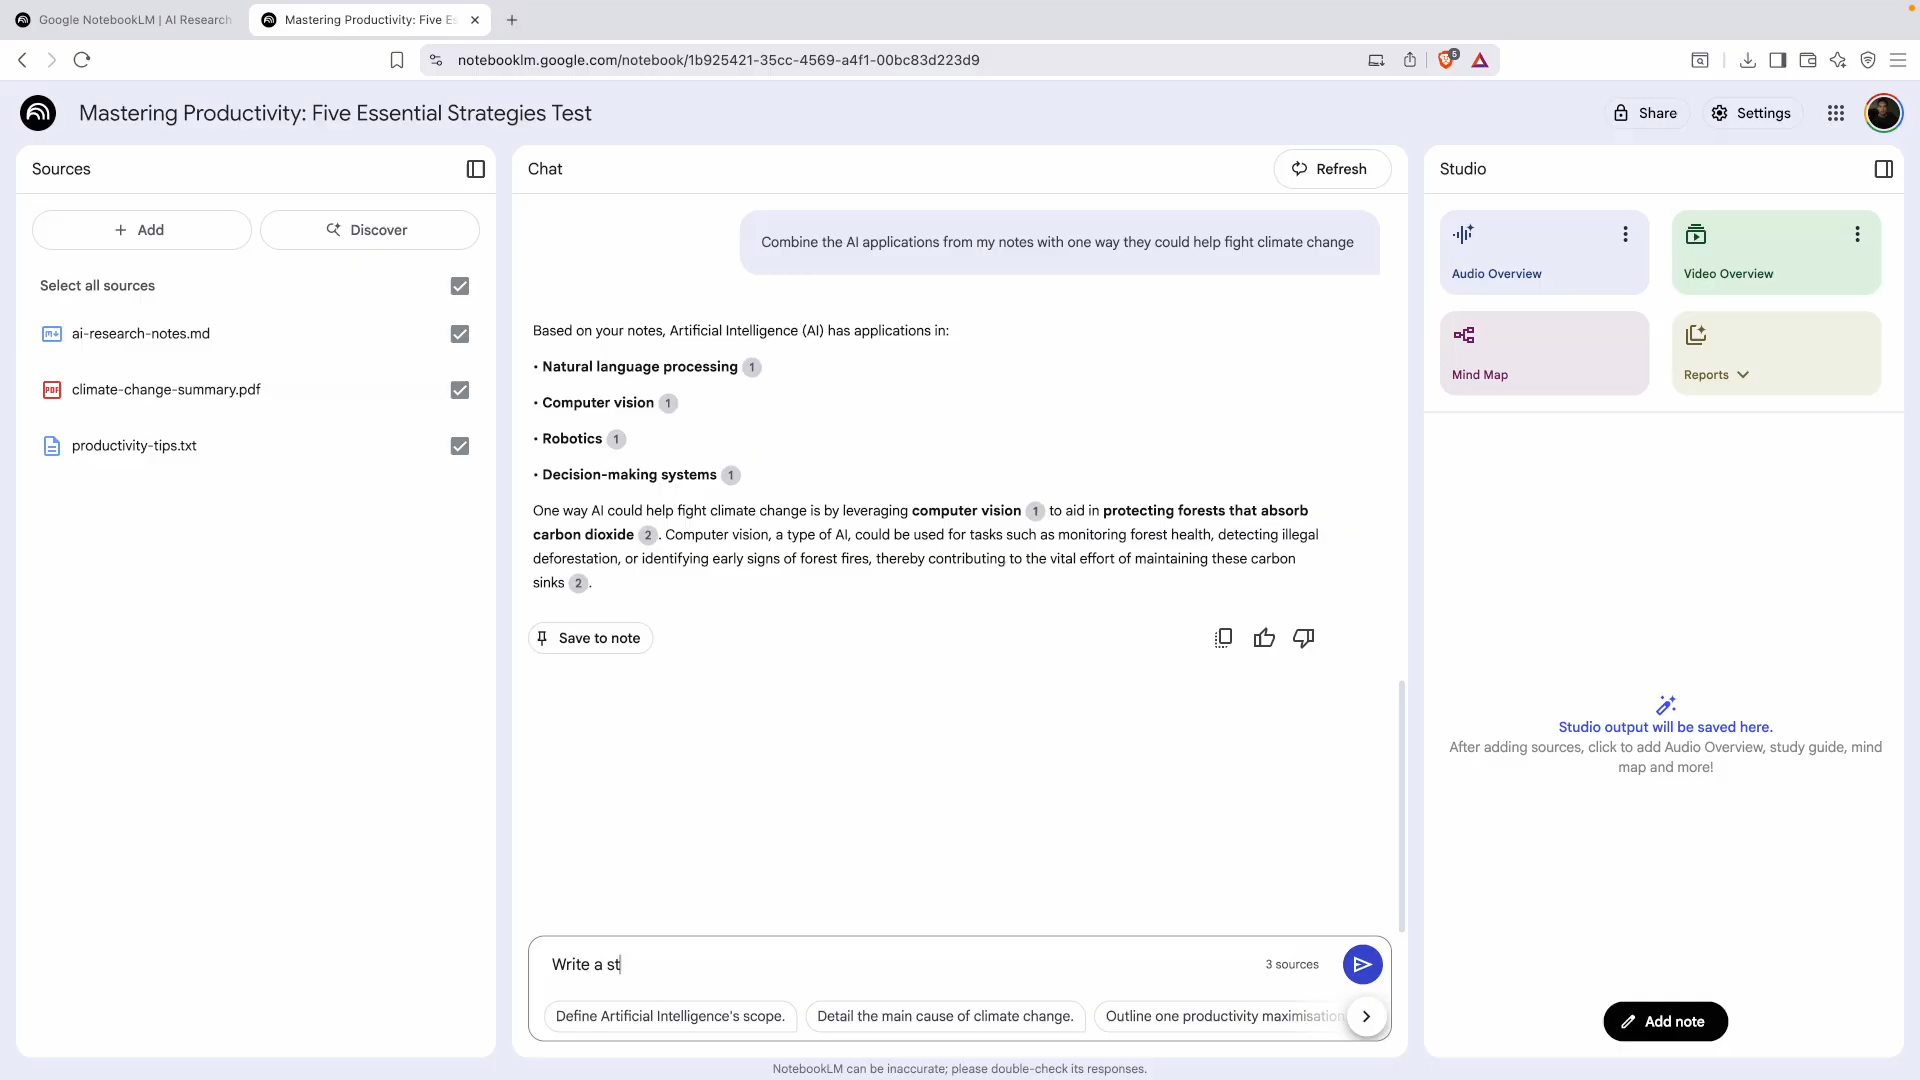 Google NotebookLM | AI Research
Mastering Productivity: Five Es
notebooklm.google.com/notebook/1b925421-35cc-4569-a4f1-00bc83d223d9
5
Mastering Productivity: Five Essential Strategies Test
Share
Settings
Sources
Add
Discover
Select all sources
ai-research-notes.md
PDF
climate-change-summary.pdf
productivity-tips.txt
Chat
Refresh
Combine the AI applications from my notes with one way they could help fight climate change
Based on your notes, Artificial Intelligence (AI) has applications in:
• Natural language processing 1
• Computer vision 1
• Robotics 1
• Decision-making systems 1
One way AI could help fight climate change is by leveraging computer vision 1 to aid in protecting forests that absorb
carbon dioxide 2. Computer vision, a type of AI, could be used for tasks such as monitoring forest health, detecting illegal
deforestation, or identifying early signs of forest fires, thereby contributing to the vital effort of maintaining these carbon
sinks 2.
Save to note
Write a st
3 sources
Define Artificial Intelligence's scope.
Detail the main cause of climate change.
Outline one productivity maximisation
NotebookLM can be inaccurate; please double-check its responses.
Studio
Audio Overview
Video Overview
Mind Map
Reports
Studio output will be saved here.
After adding sources, click to add Audio Overview, study guide, mind
map and more!
Add note